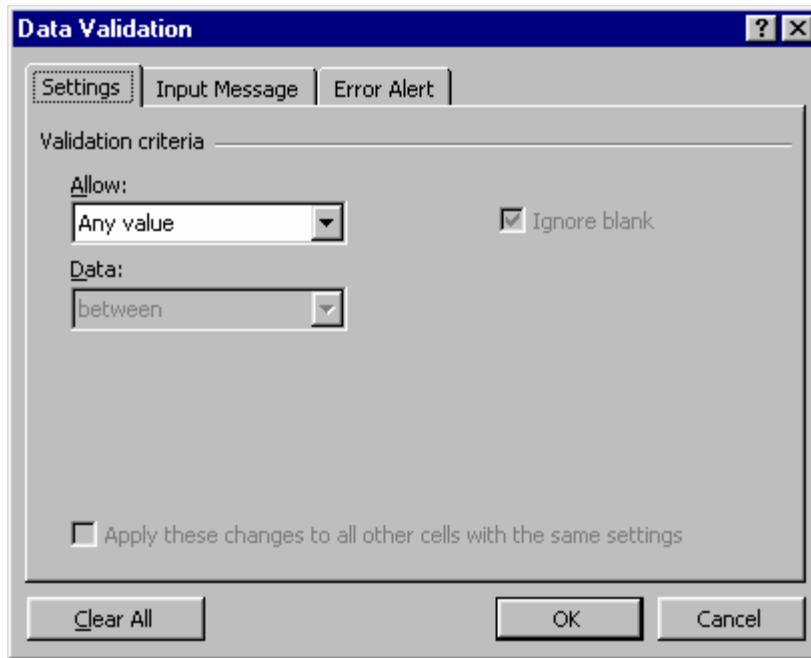 Data Validation
Settings Input Message Error Alert
Validation criteria
Allow:
Any value Ignore blank
Data:
between
Apply these changes to all other cells with the same settings
Clear All OK Cancel